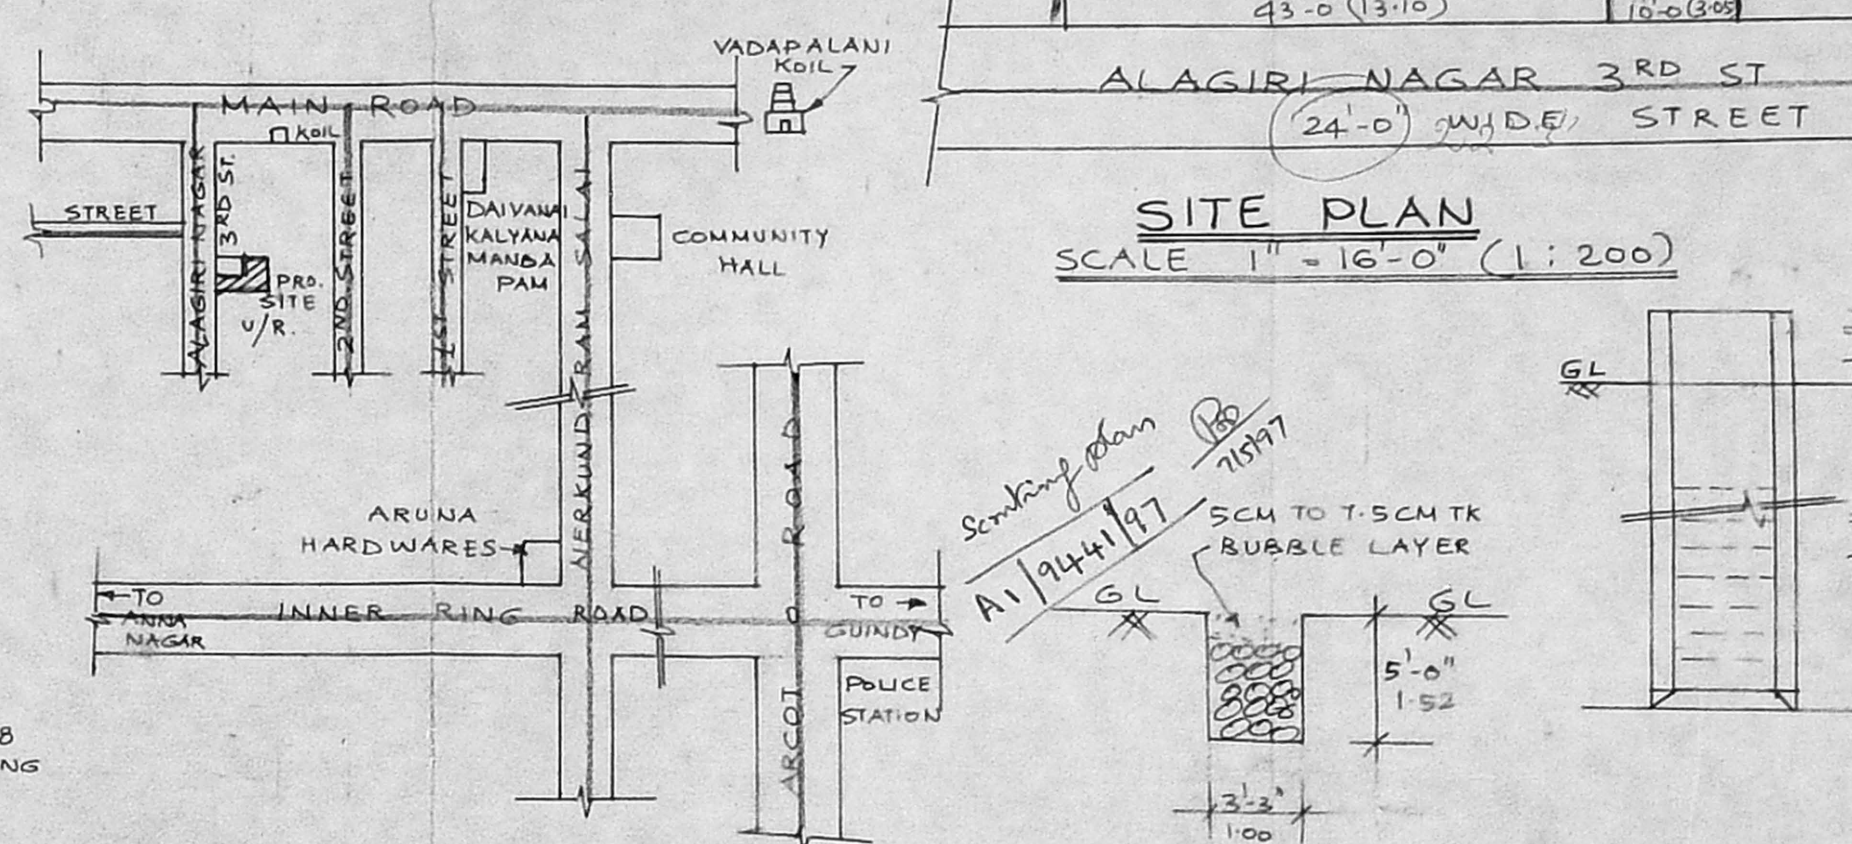 43-0 (13.10)
10-0 (3.05)
ALAGIRI NAGAR 3RD ST
24'-0" WIDE STREET
SITE PLAN
SCALE 1" = 16'-0" (1:200)
VADAPALANI
KOIL
MAIN ROAD
KOIL
STREET
ALAGIRI NAGAR
3RD ST.
2ND STREET
1ST STREET
DAIVANAI
KALYANA
MANDA
PAM
NERKUNDRAM SALAI
COMMUNITY
HALL
PRO.
SITE
U/R.
ARUNA
HARDWARES
TO
ANNA
NAGAR
INNER RING ROAD
ARCOT ROAD
TO
GUINDY
POLICE
STATION
8
NG
plan
A1/9441/97
7/5/97
5CM TO 7.5CM TK
BUBBLE LAYER
GL
GL
5'-0"
1.52
3'-3"
1.00
GL